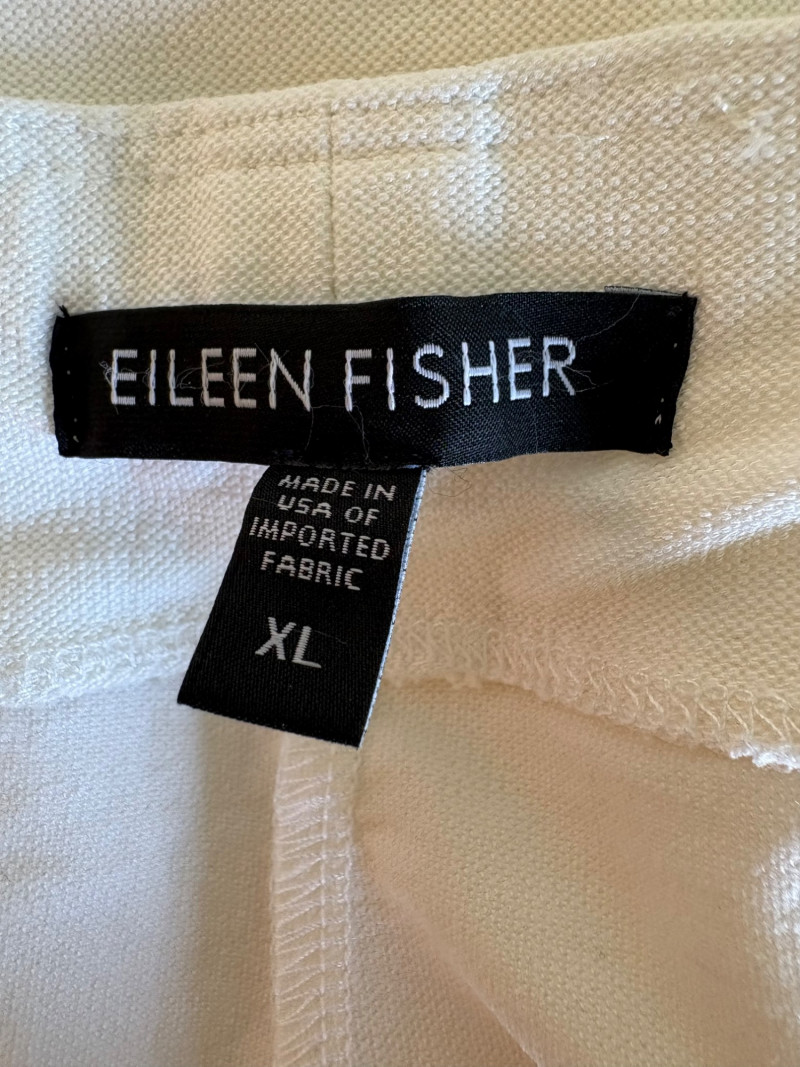 EILEEN FISHER
MADE IN
USA OF
IMPORTED
FABRIC
XL